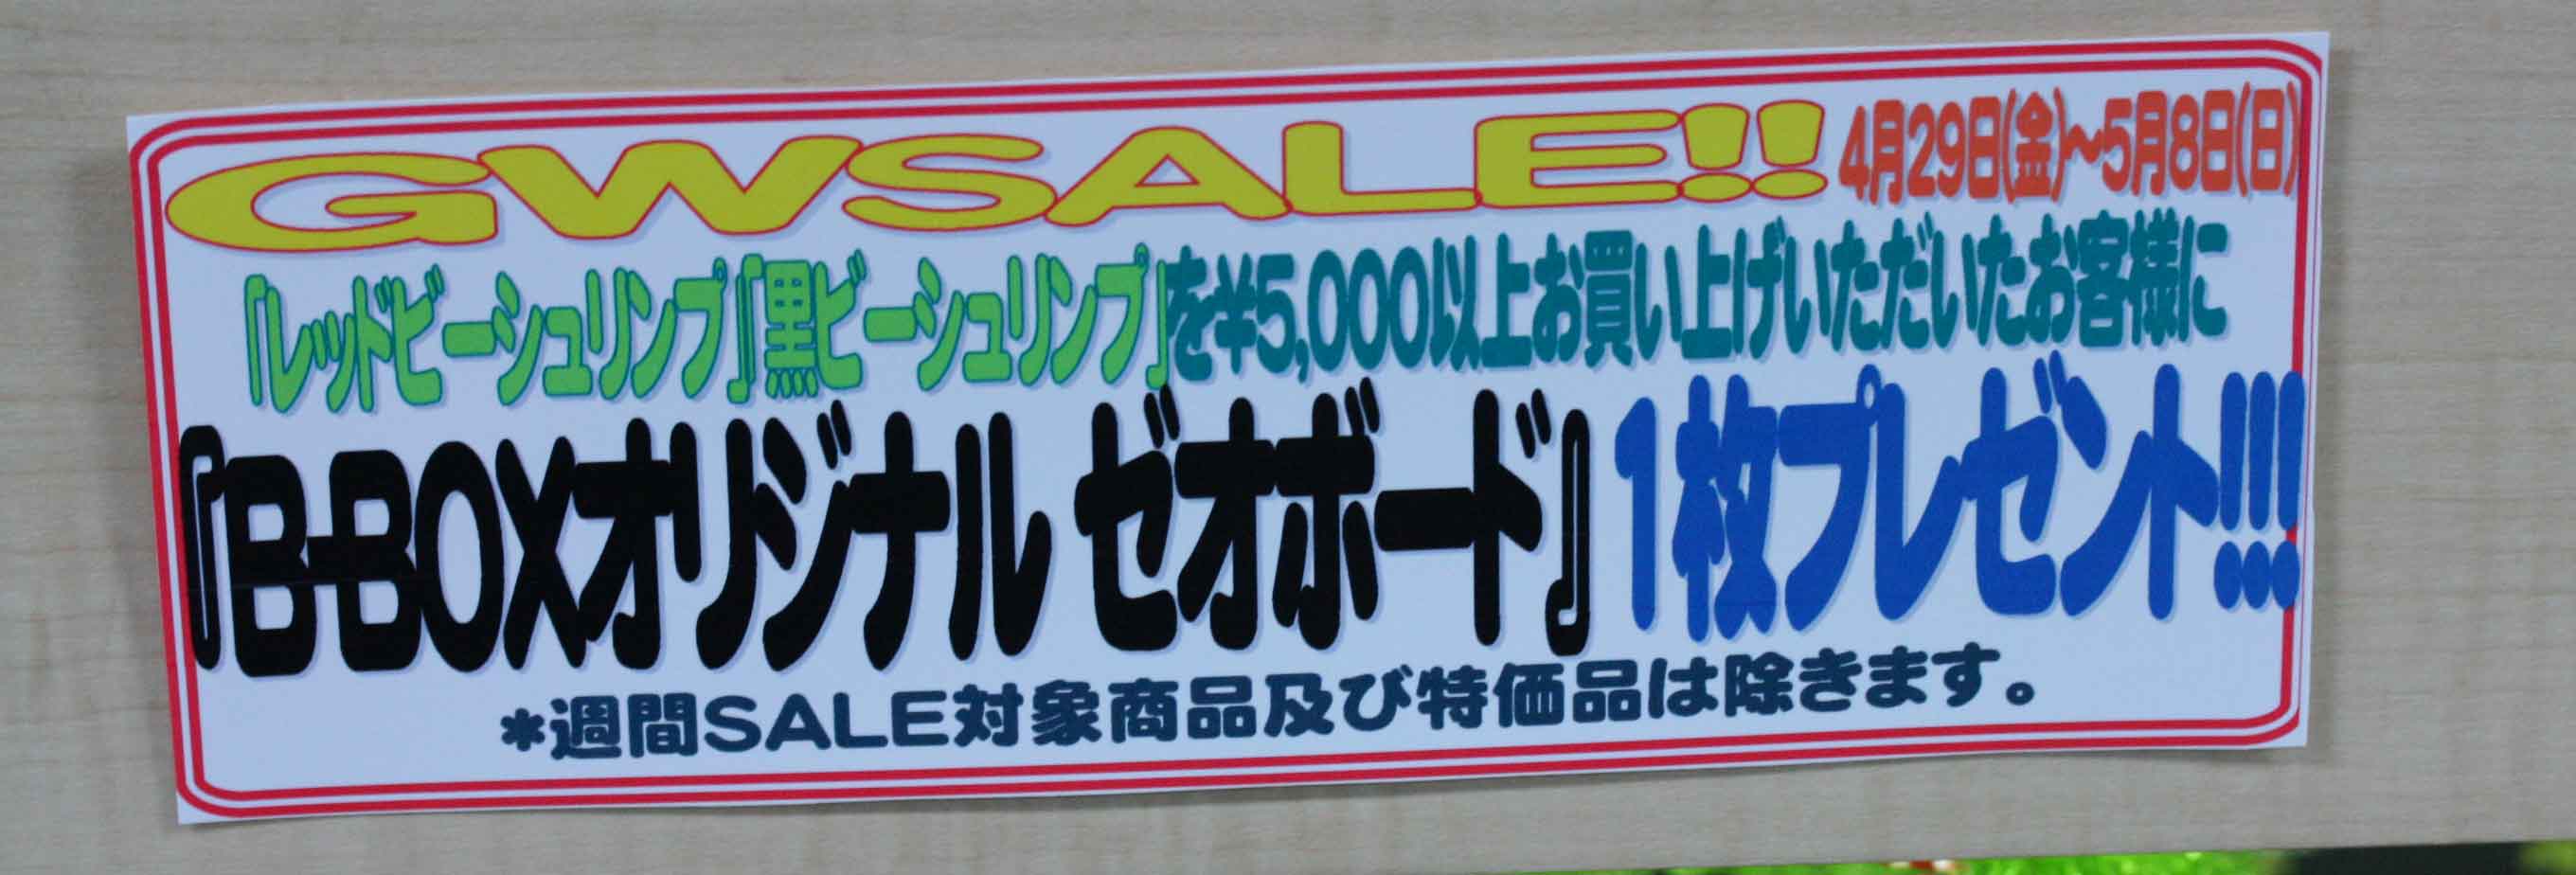 GWSALE!! 4月29日(金)〜5月8日(日)
「レッドビーシュリンプ」「黒ビーシュリンプ」を¥5,000以上お買い上げいただいたお客様に
『B-BOXオリジナル ゼオボード』1枚プレゼント!!!
*週間SALE対象商品及び特価品は除きます。